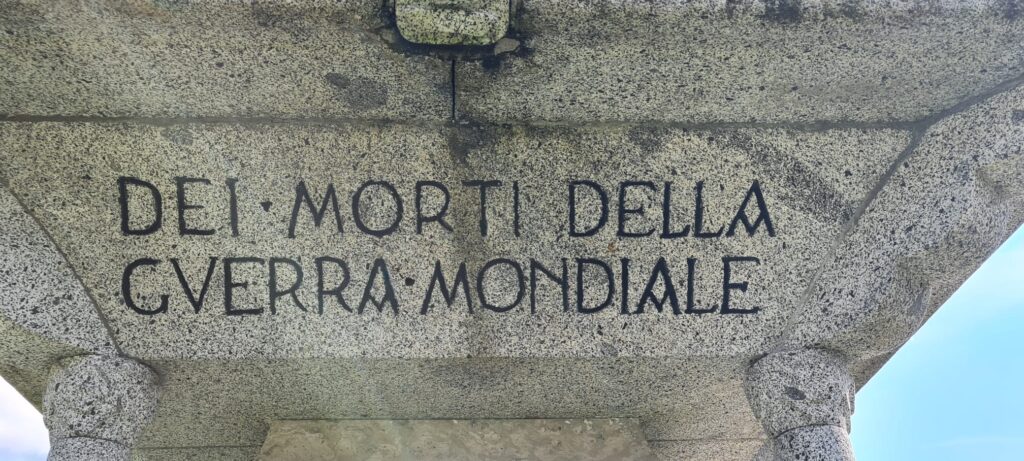 DEI · MORTI DELLA
GVERRA · MONDIALE